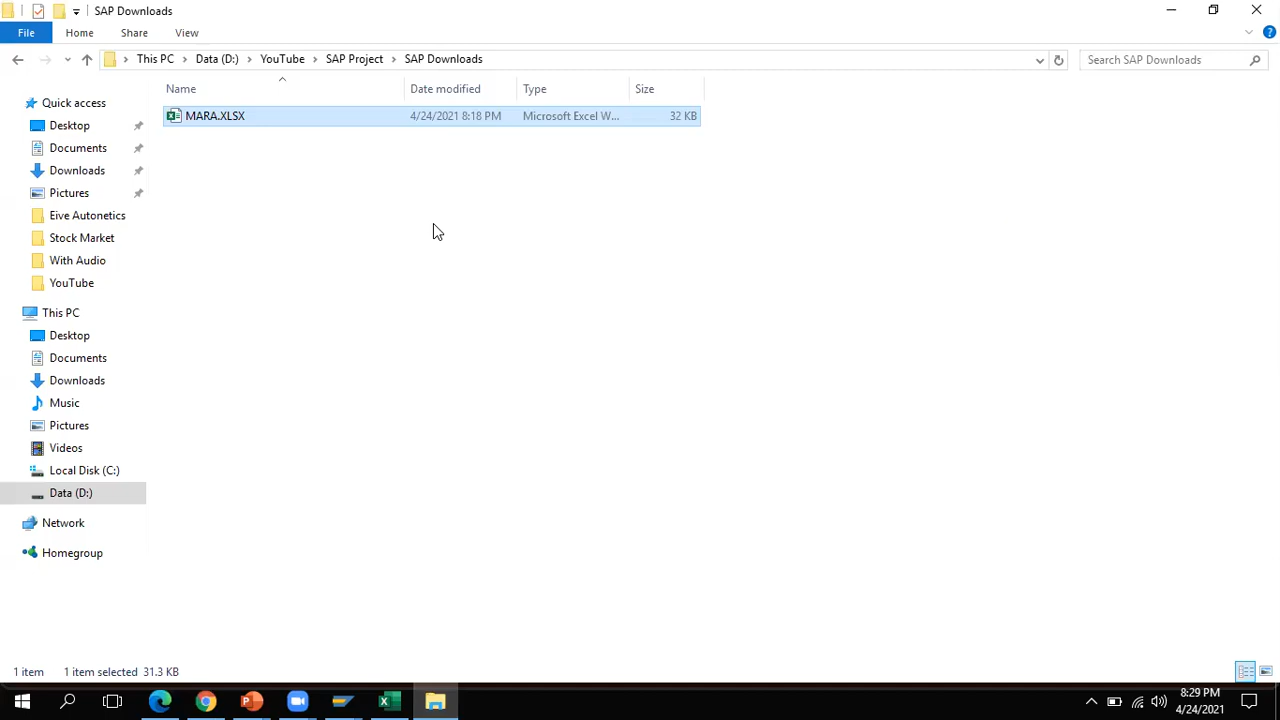 SAP Downloads
File Home Share View
This PC Data (D:) YouTube SAP Project SAP Downloads
Search SAP Downloads
Name Date modified Type Size
MARA.XLSX 4/24/2021 8:18 PM Microsoft Excel W... 32 KB
Quick access
Desktop
Documents
Downloads
Pictures
Eive Autonetics
Stock Market
With Audio
YouTube
This PC
Desktop
Documents
Downloads
Music
Pictures
Videos
Local Disk (C:)
Data (D:)
Network
Homegroup
1 item 1 item selected 31.3 KB
8:29 PM
4/24/2021